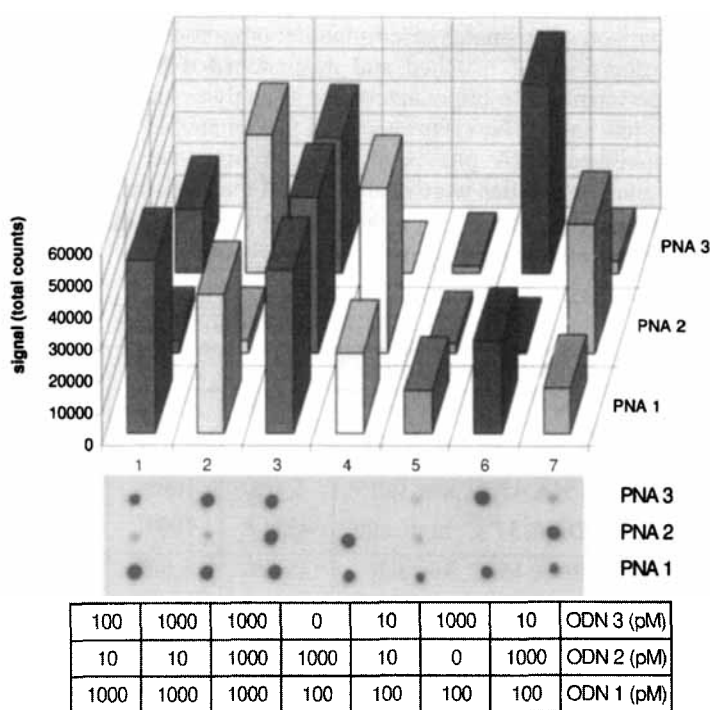 PNA 3
60000
50000
40000
30000
20000
10000
0
signal (total counts)
PNA 2
PNA 1
1 2 3 4 5 6 7
PNA 3
PNA 2
PNA 1
100 1000 1000 0 10 1000 10 ODN 3 (pM)
10 10 1000 1000 10 0 1000 ODN 2 (pM)
1000 1000 1000 100 100 100 100 ODN 1 (pM)